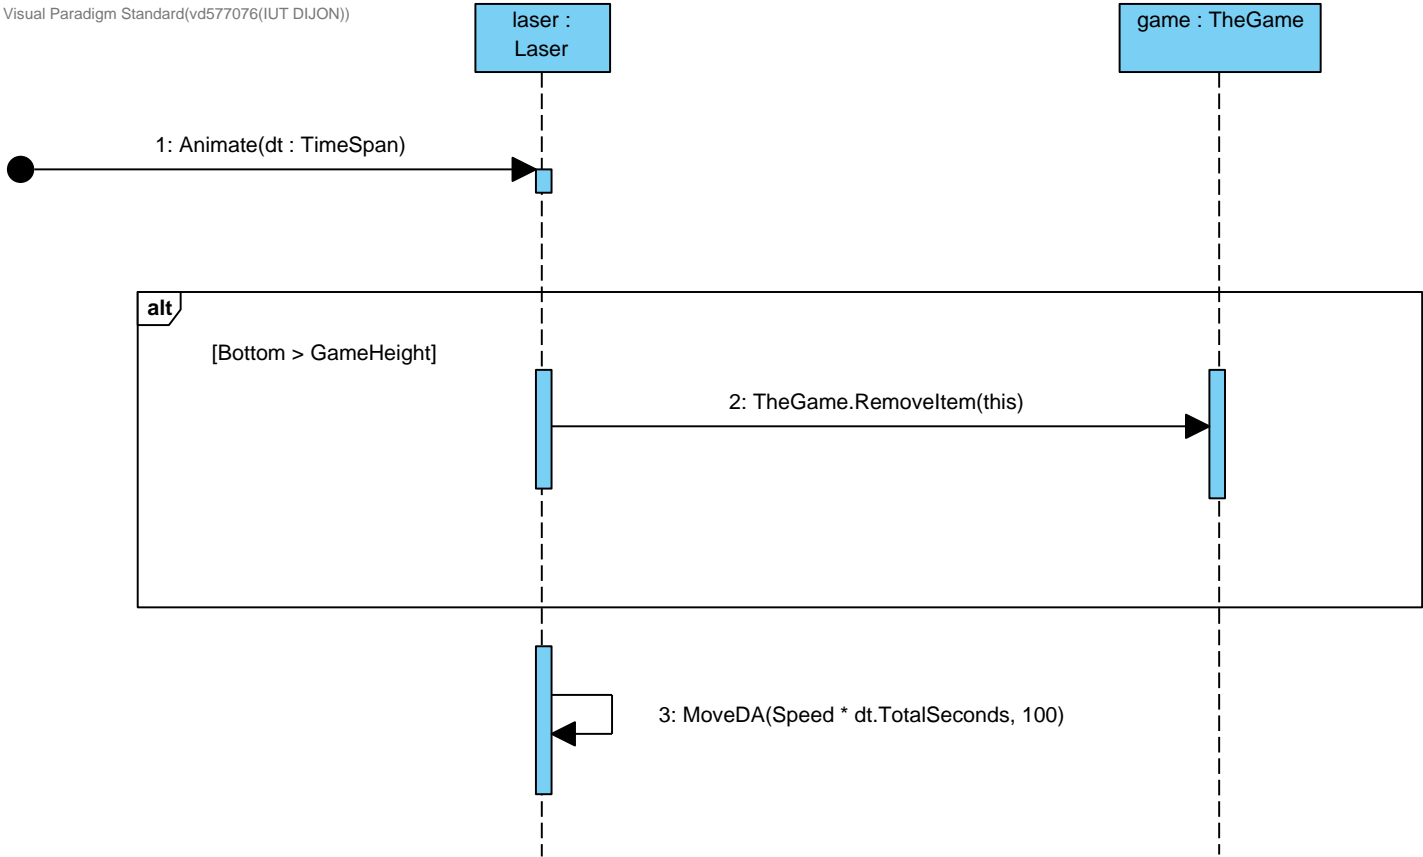 Visual Paradigm Standard(vd577076(IUT DIJON))
laser :
Laser
game : TheGame
1: Animate(dt : TimeSpan)
alt
[Bottom > GameHeight]
2: TheGame.RemoveItem(this)
3: MoveDA(Speed * dt.TotalSeconds, 100)